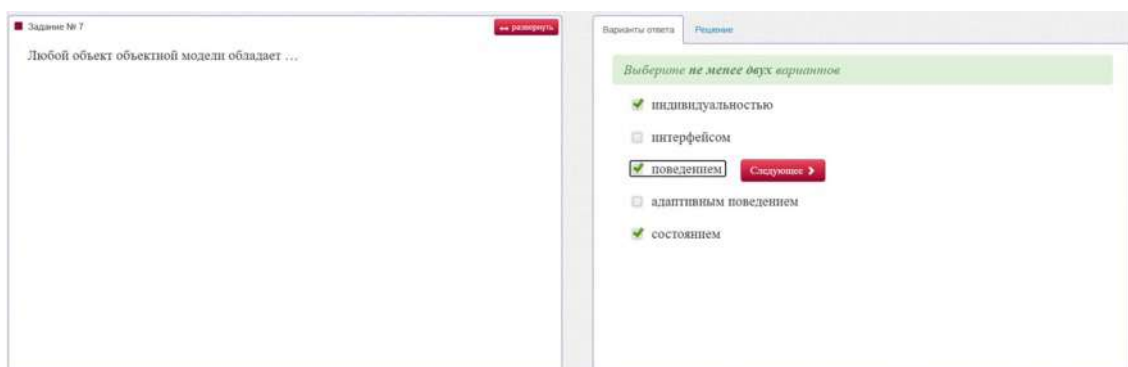 Задание № 7
развернуть
Любой объект объектной модели обладает …
Варианты ответа
Решение
Выберите не менее двух вариантов
индивидуальностью
интерфейсом
поведением
Следующее
адаптивным поведением
состоянием